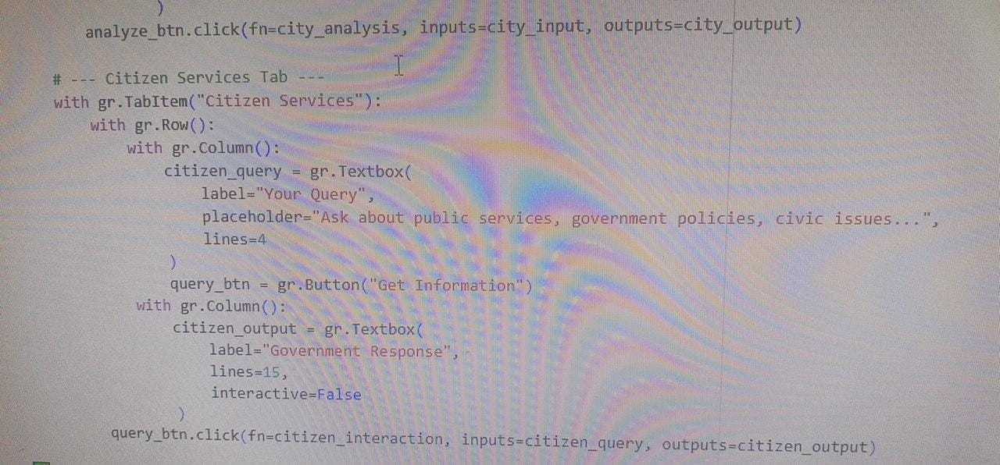 )
analyze_btn.click(fn=city_analysis, inputs=city_input, outputs=city_output)
# --- Citizen Services Tab ---
with gr.TabItem("Citizen Services"):
with gr.Row():
with gr.Column():
citizen_query = gr.Textbox(
label="Your Query",
placeholder="Ask about public services, government policies, civic issues...",
lines=4
)
query_btn = gr.Button("Get Information")
with gr.Column():
citizen_output = gr.Textbox(
label="Government Response",
lines=15,
interactive=False
)
query_btn.click(fn=citizen_interaction, inputs=citizen_query, outputs=citizen_output)